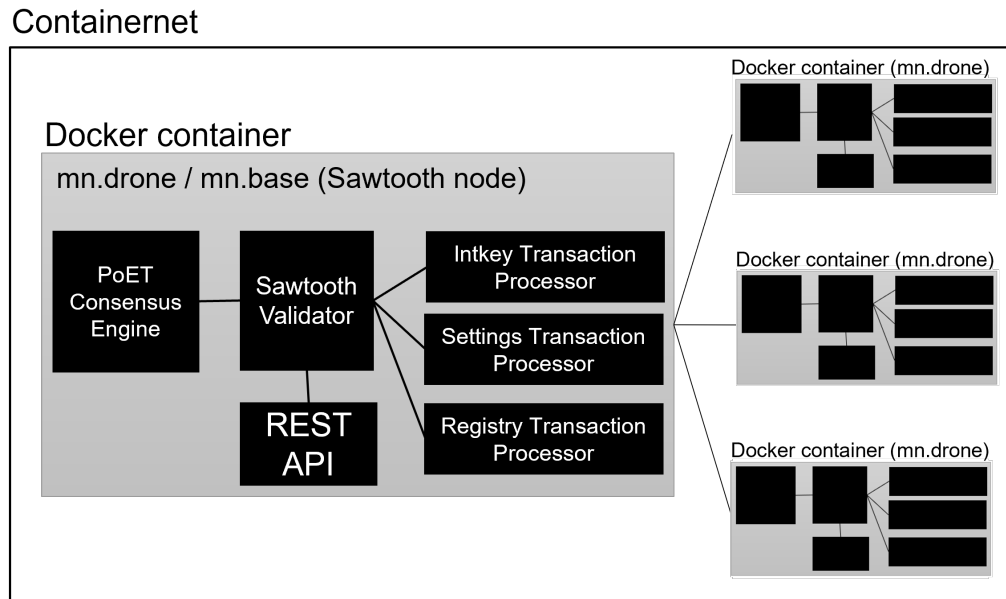 Containernet
Docker container
mn.drone / mn.base (Sawtooth node)
PoET
Consensus
Engine
Sawtooth
Validator
REST
API
Intkey Transaction
Processor
Settings Transaction
Processor
Registry Transaction
Processor
Docker container (mn.drone)
Docker container (mn.drone)
Docker container (mn.drone)